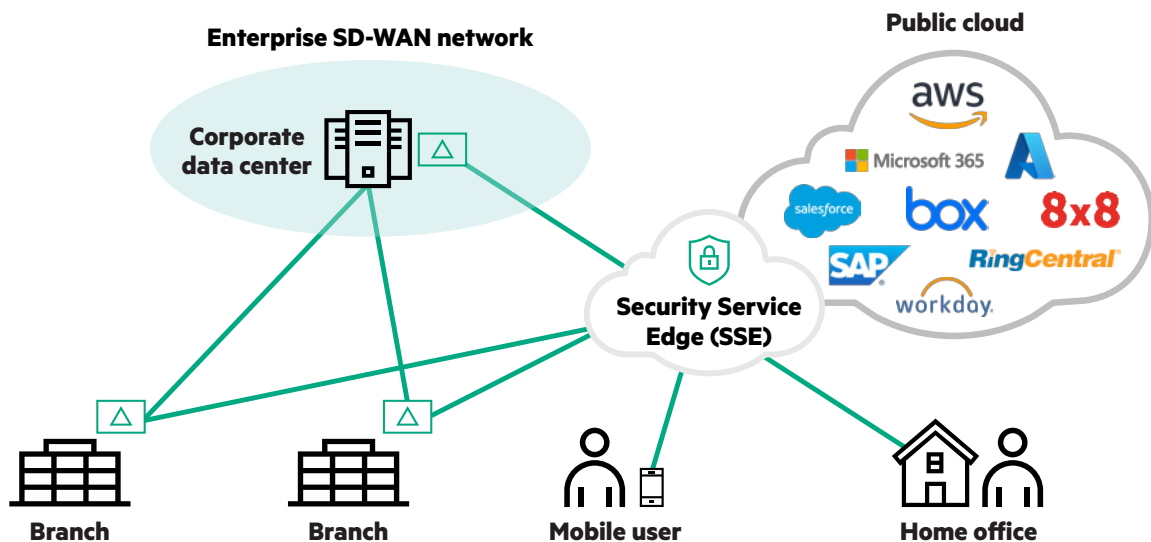 Enterprise SD-WAN network
Public cloud
Corporate
data center
aws
Microsoft 365
salesforce
box
8x8
SAP
RingCentral®
workday.
Security Service
Edge (SSE)
Branch
Branch
Mobile user
Home office